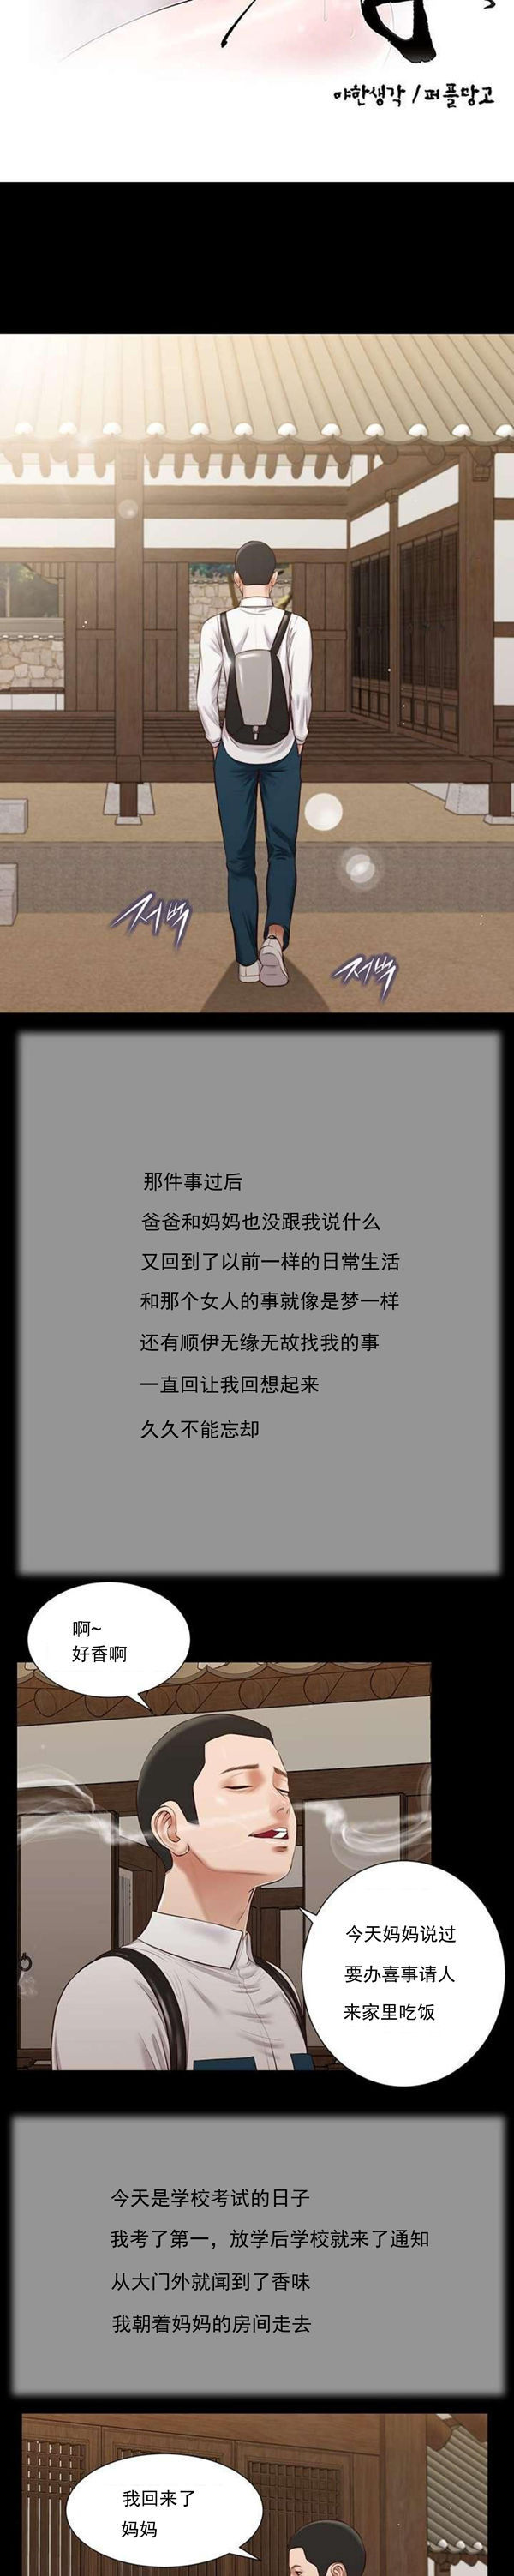 야한생각 / 퍼플망고
저벅
저벅
那件事过后
爸爸和妈妈也没跟我说什么
又回到了以前一样的日常生活
和那个女人的事就像是梦一样
还有顺伊无缘无故找我的事
一直回让我回想起来
久久不能忘却
啊~
好香啊
今天妈妈说过
要办喜事请人
来家里吃饭
今天是学校考试的日子
我考了第一，放学后学校就来了通知
从大门外就闻到了香味
我朝着妈妈的房间走去
我回来了
妈妈